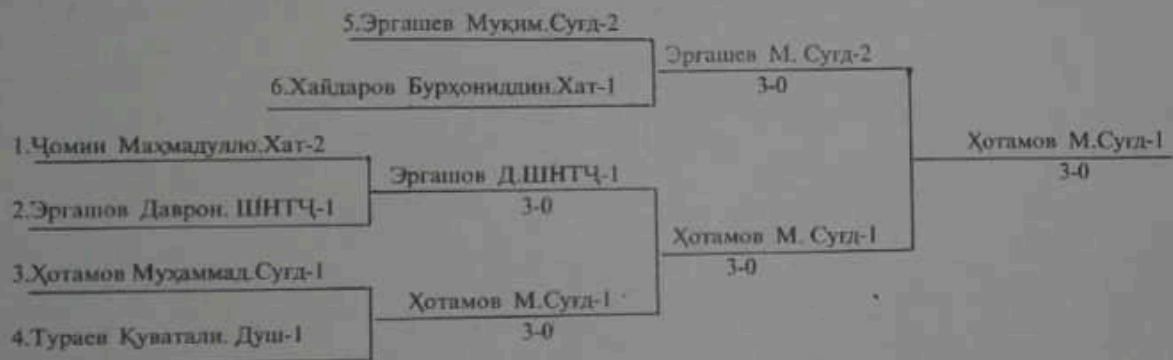 5.Эргашев Муқим.Суғд-2
Эргашев М. Суғд-2
6.Хайдаров Бурҳониддин.Хат-1
3-0
1.Ҷомии Маҳмадулло.Хат-2
Ҳотамов М.Суғд-1
Эргашов Д.ШНТҶ-1
3-0
2.Эргашов Даврон. ШНТҶ-1
3-0
Ҳотамов М. Суғд-1
3.Ҳотамов Муҳаммад.Суғд-1
3-0
Ҳотамов М.Суғд-1
4.Тураев Қуватали. Душ-1
3-0